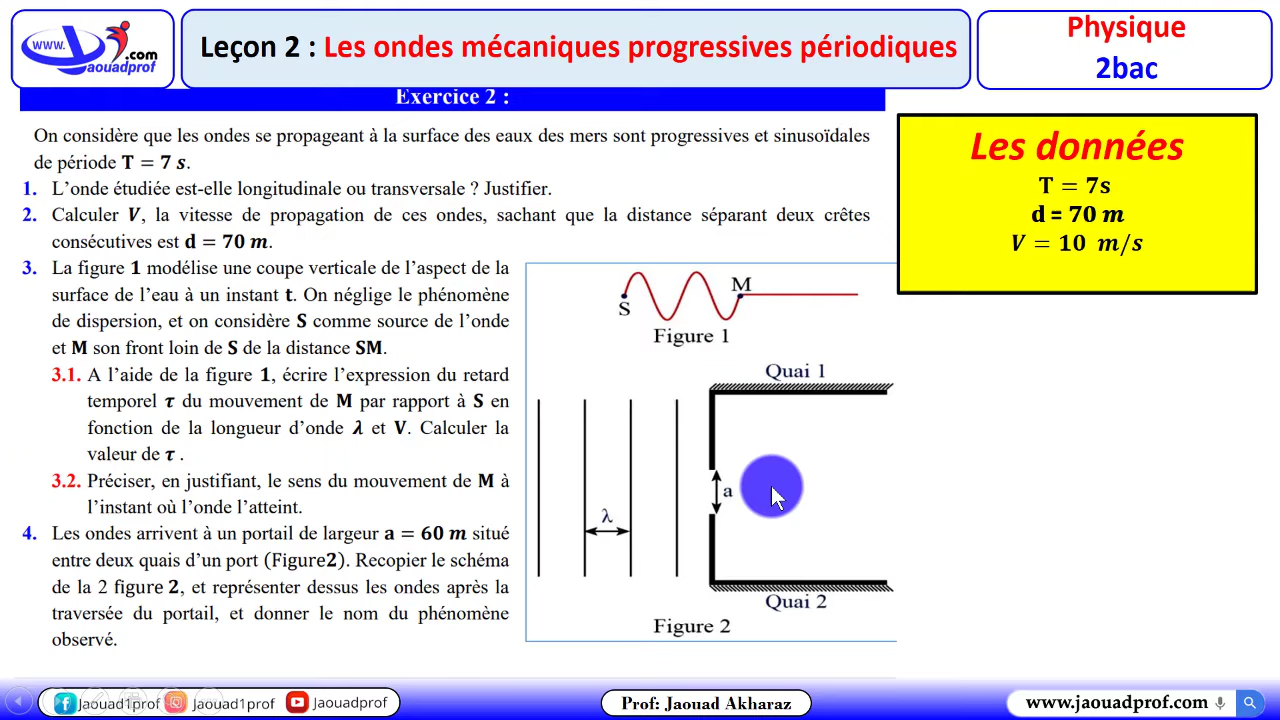 www.
.com
aouadprof
Leçon 2 : Les ondes mécaniques progressives périodiques
Physique
2bac
Exercice 2 :
On considère que les ondes se propageant à la surface des eaux des mers sont progressives et sinusoïdales
de période T = 7 s.
1. L’onde étudiée est-elle longitudinale ou transversale ? Justifier.
2. Calculer V, la vitesse de propagation de ces ondes, sachant que la distance séparant deux crêtes
consécutives est d = 70 m.
3. La figure 1 modélise une coupe verticale de l’aspect de la
surface de l’eau à un instant t. On néglige le phénomène
de dispersion, et on considère S comme source de l’onde
et M son front loin de S de la distance SM.
3.1. A l’aide de la figure 1, écrire l’expression du retard
temporel τ du mouvement de M par rapport à S en
fonction de la longueur d’onde λ et V. Calculer la
valeur de τ .
3.2. Préciser, en justifiant, le sens du mouvement de M à
l’instant où l’onde l’atteint.
4. Les ondes arrivent à un portail de largeur a = 60 m situé
entre deux quais d’un port (Figure2). Recopier le schéma
de la 2 figure 2, et représenter dessus les ondes après la
traversée du portail, et donner le nom du phénomène
observé.
M
S
Figure 1
Quai 1
a
λ
Quai 2
Figure 2
Les données
T = 7s
d = 70 m
V = 10 m/s
Jaouad1prof
Jaouad1prof
Jaouadprof
Prof: Jaouad Akharaz
www.jaouadprof.com